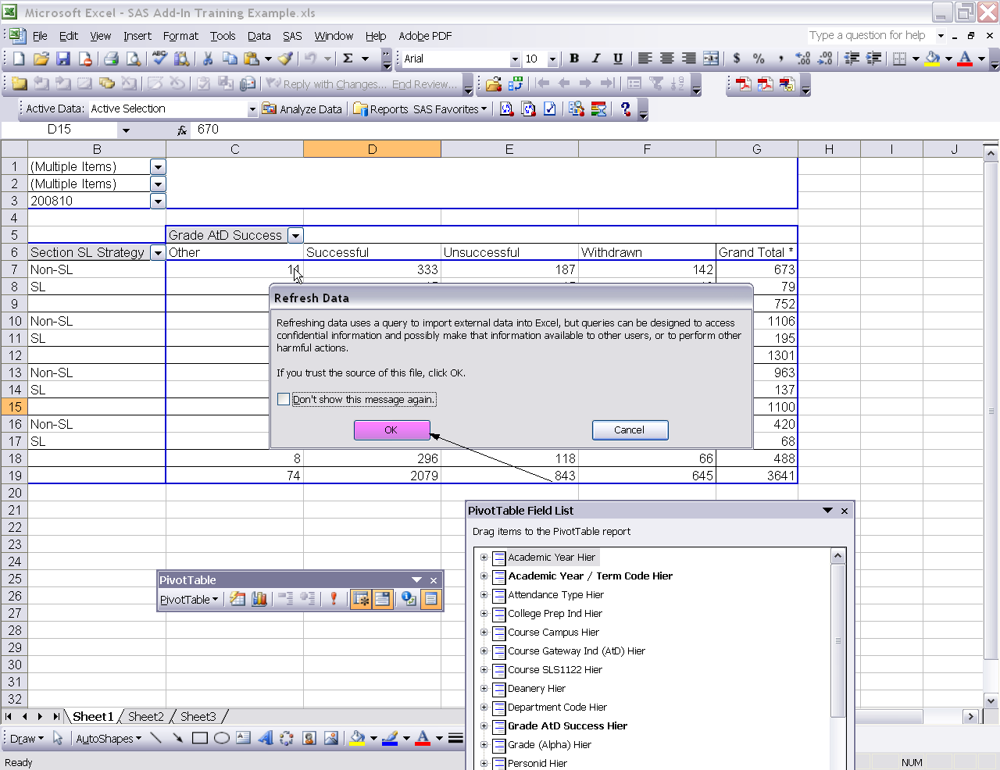 Microsoft Excel - SAS Add-In Training Example.xls
File Edit View Insert Format Tools Data SAS Window Help Adobe PDF Type a question for help
Arial 10 B I U $ % ,
Reply with Changes... End Review...
Active Data: Active Selection Analyze Data Reports SAS Favorites
D15 fx 670
B C D E F G H I J
1 (Multiple Items)
2 (Multiple Items)
3 200810
4
5 Grade AtD Success
6 Section SL Strategy Other Successful Unsuccessful Withdrawn Grand Total *
7 Non-SL 333 187 142 673
8 SL 79
9 752
10 Non-SL 1106
11 SL 195
12 1301
13 Non-SL 963
14 SL 137
15 1100
16 Non-SL 420
17 SL 68
18 8 296 118 66 488
19 74 2079 843 645 3641
20
21
22
23
24
25
26
27
28
29
30
31
32
Refresh Data
Refreshing data uses a query to import external data into Excel, but queries can be designed to access
confidential information and possibly make that information available to other users, or to perform other
harmful actions.
If you trust the source of this file, click OK.
Don't show this message again.
OK Cancel
PivotTable
PivotTable
PivotTable Field List
Drag items to the PivotTable report
Academic Year Hier
Academic Year / Term Code Hier
Attendance Type Hier
College Prep Ind Hier
Course Campus Hier
Course Gateway Ind (AtD) Hier
Course SLS1122 Hier
Deanery Hier
Department Code Hier
Grade AtD Success Hier
Grade (Alpha) Hier
Personid Hier
Sheet1 Sheet2 Sheet3
Draw AutoShapes
Ready NUM